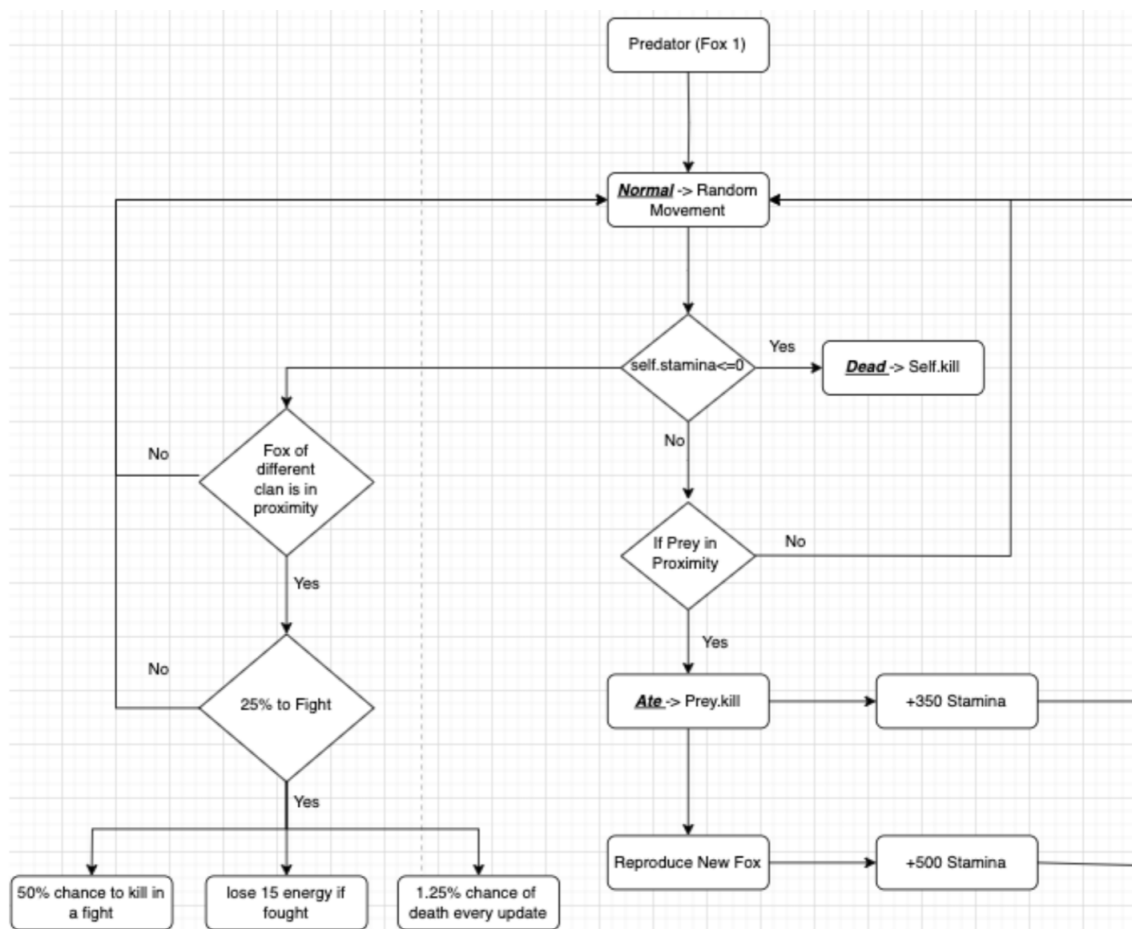 Predator (Fox 1)
Normal -> Random
Movement
self.stamina<=0
Yes
Dead -> Self.kill
No
Fox of
different
clan is in
proximity
No
Yes
If Prey in
Proximity
No
Yes
25% to Fight
No
Yes
Ate -> Prey.kill
+350 Stamina
Reproduce New Fox
+500 Stamina
50% chance to kill in
a fight
lose 15 energy if
fought
1.25% chance of
death every update